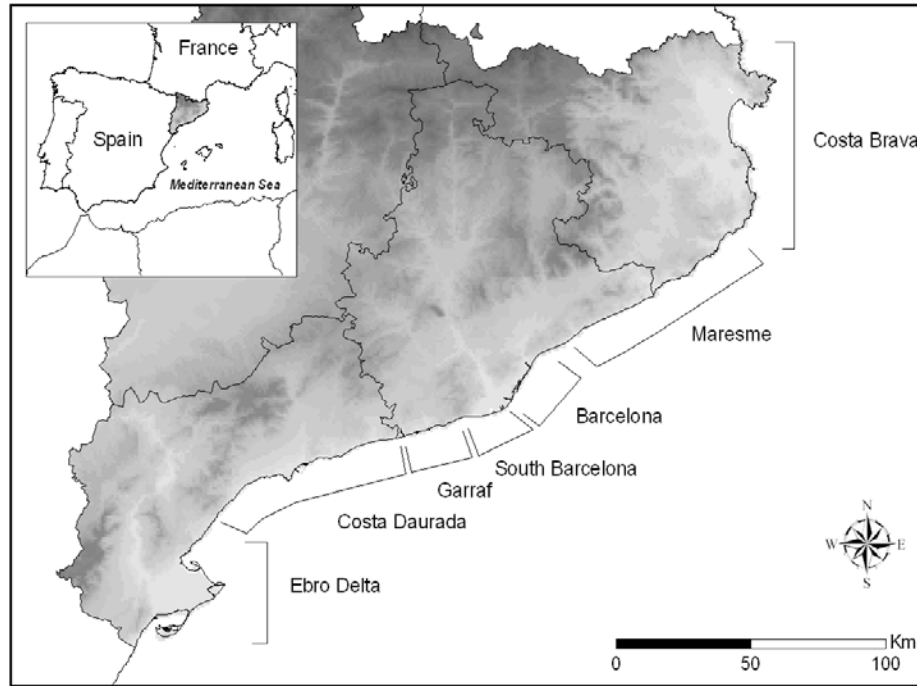 France
Spain
Mediterranean Sea
Costa Brava
Maresme
Barcelona
South Barcelona
Garraf
Costa Daurada
Ebro Delta
N
W E
S
Km
0 50 100